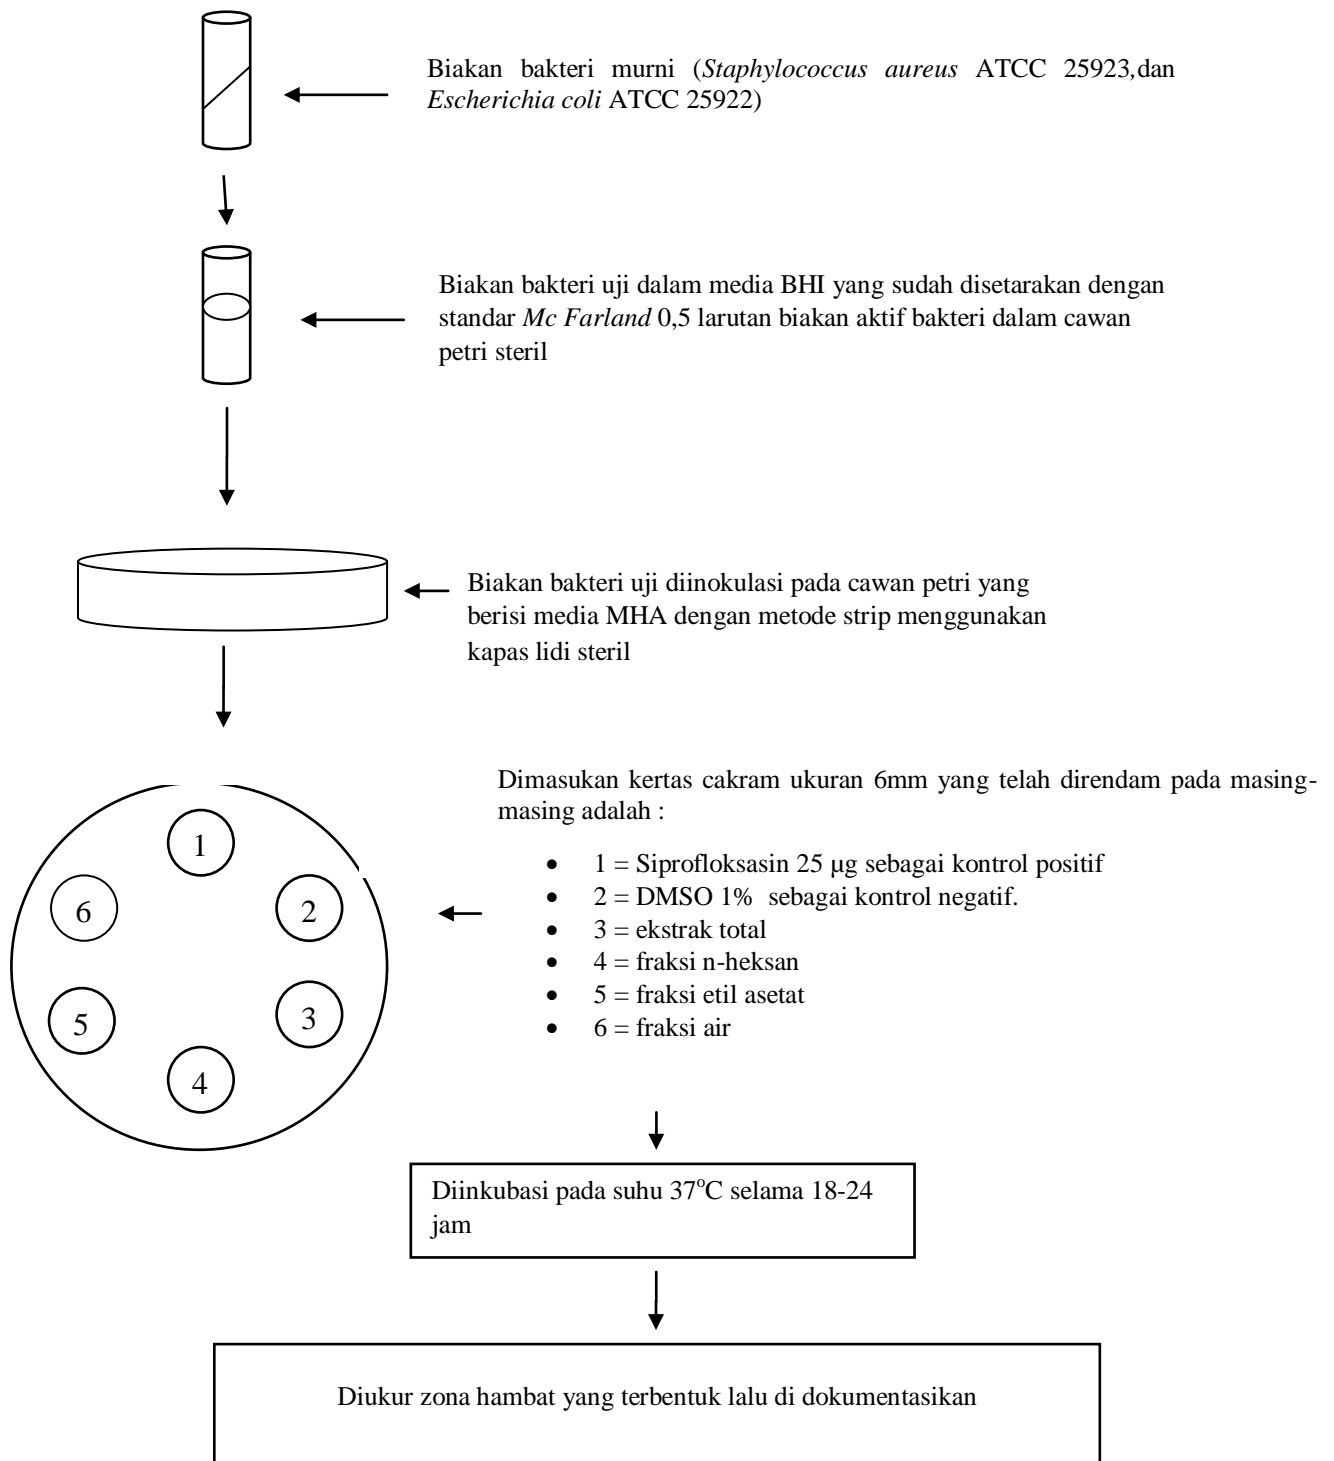 Biakan bakteri murni (Staphylococcus aureus ATCC 25923,dan
Escherichia coli ATCC 25922)
Biakan bakteri uji dalam media BHI yang sudah disetarakan dengan
standar Mc Farland 0,5 larutan biakan aktif bakteri dalam cawan
petri steril
Biakan bakteri uji diinokulasi pada cawan petri yang
berisi media MHA dengan metode strip menggunakan
kapas lidi steril
Dimasukan kertas cakram ukuran 6mm yang telah direndam pada masing-
masing adalah :
• 1 = Siprofloksasin 25 µg sebagai kontrol positif
• 2 = DMSO 1% sebagai kontrol negatif.
• 3 = ekstrak total
• 4 = fraksi n-heksan
• 5 = fraksi etil asetat
• 6 = fraksi air
1
2
3
4
5
6
Diinkubasi pada suhu 37°C selama 18-24
jam
Diukur zona hambat yang terbentuk lalu di dokumentasikan